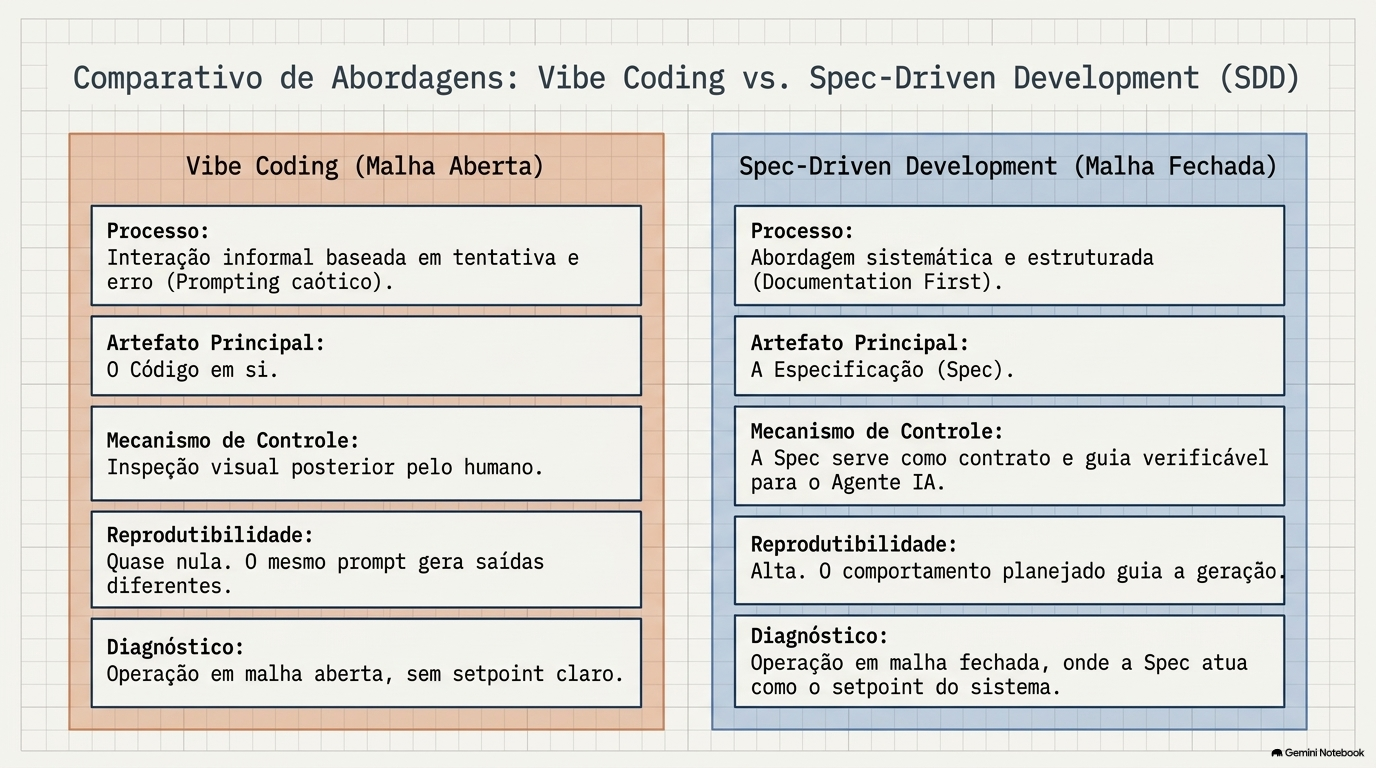 Comparativo de Abordagens: Vibe Coding vs. Spec-Driven Development (SDD)
Vibe Coding (Malha Aberta)
Processo:
Interação informal baseada em tentativa e
erro (Prompting caótico).
Artefato Principal:
O Código em si.
Mecanismo de Controle:
Inspeção visual posterior pelo humano.
Reprodutibilidade:
Quase nula. O mesmo prompt gera saídas
diferentes.
Diagnóstico:
Operação em malha aberta, sem setpoint claro.
Spec-Driven Development (Malha Fechada)
Processo:
Abordagem sistemática e estruturada
(Documentation First).
Artefato Principal:
A Especificação (Spec).
Mecanismo de Controle:
A Spec serve como contrato e guia verificável
para o Agente IA.
Reprodutibilidade:
Alta. O comportamento planejado guia a geração.
Diagnóstico:
Operação em malha fechada, onde a Spec atua
como o setpoint do sistema.
Gemini Notebook